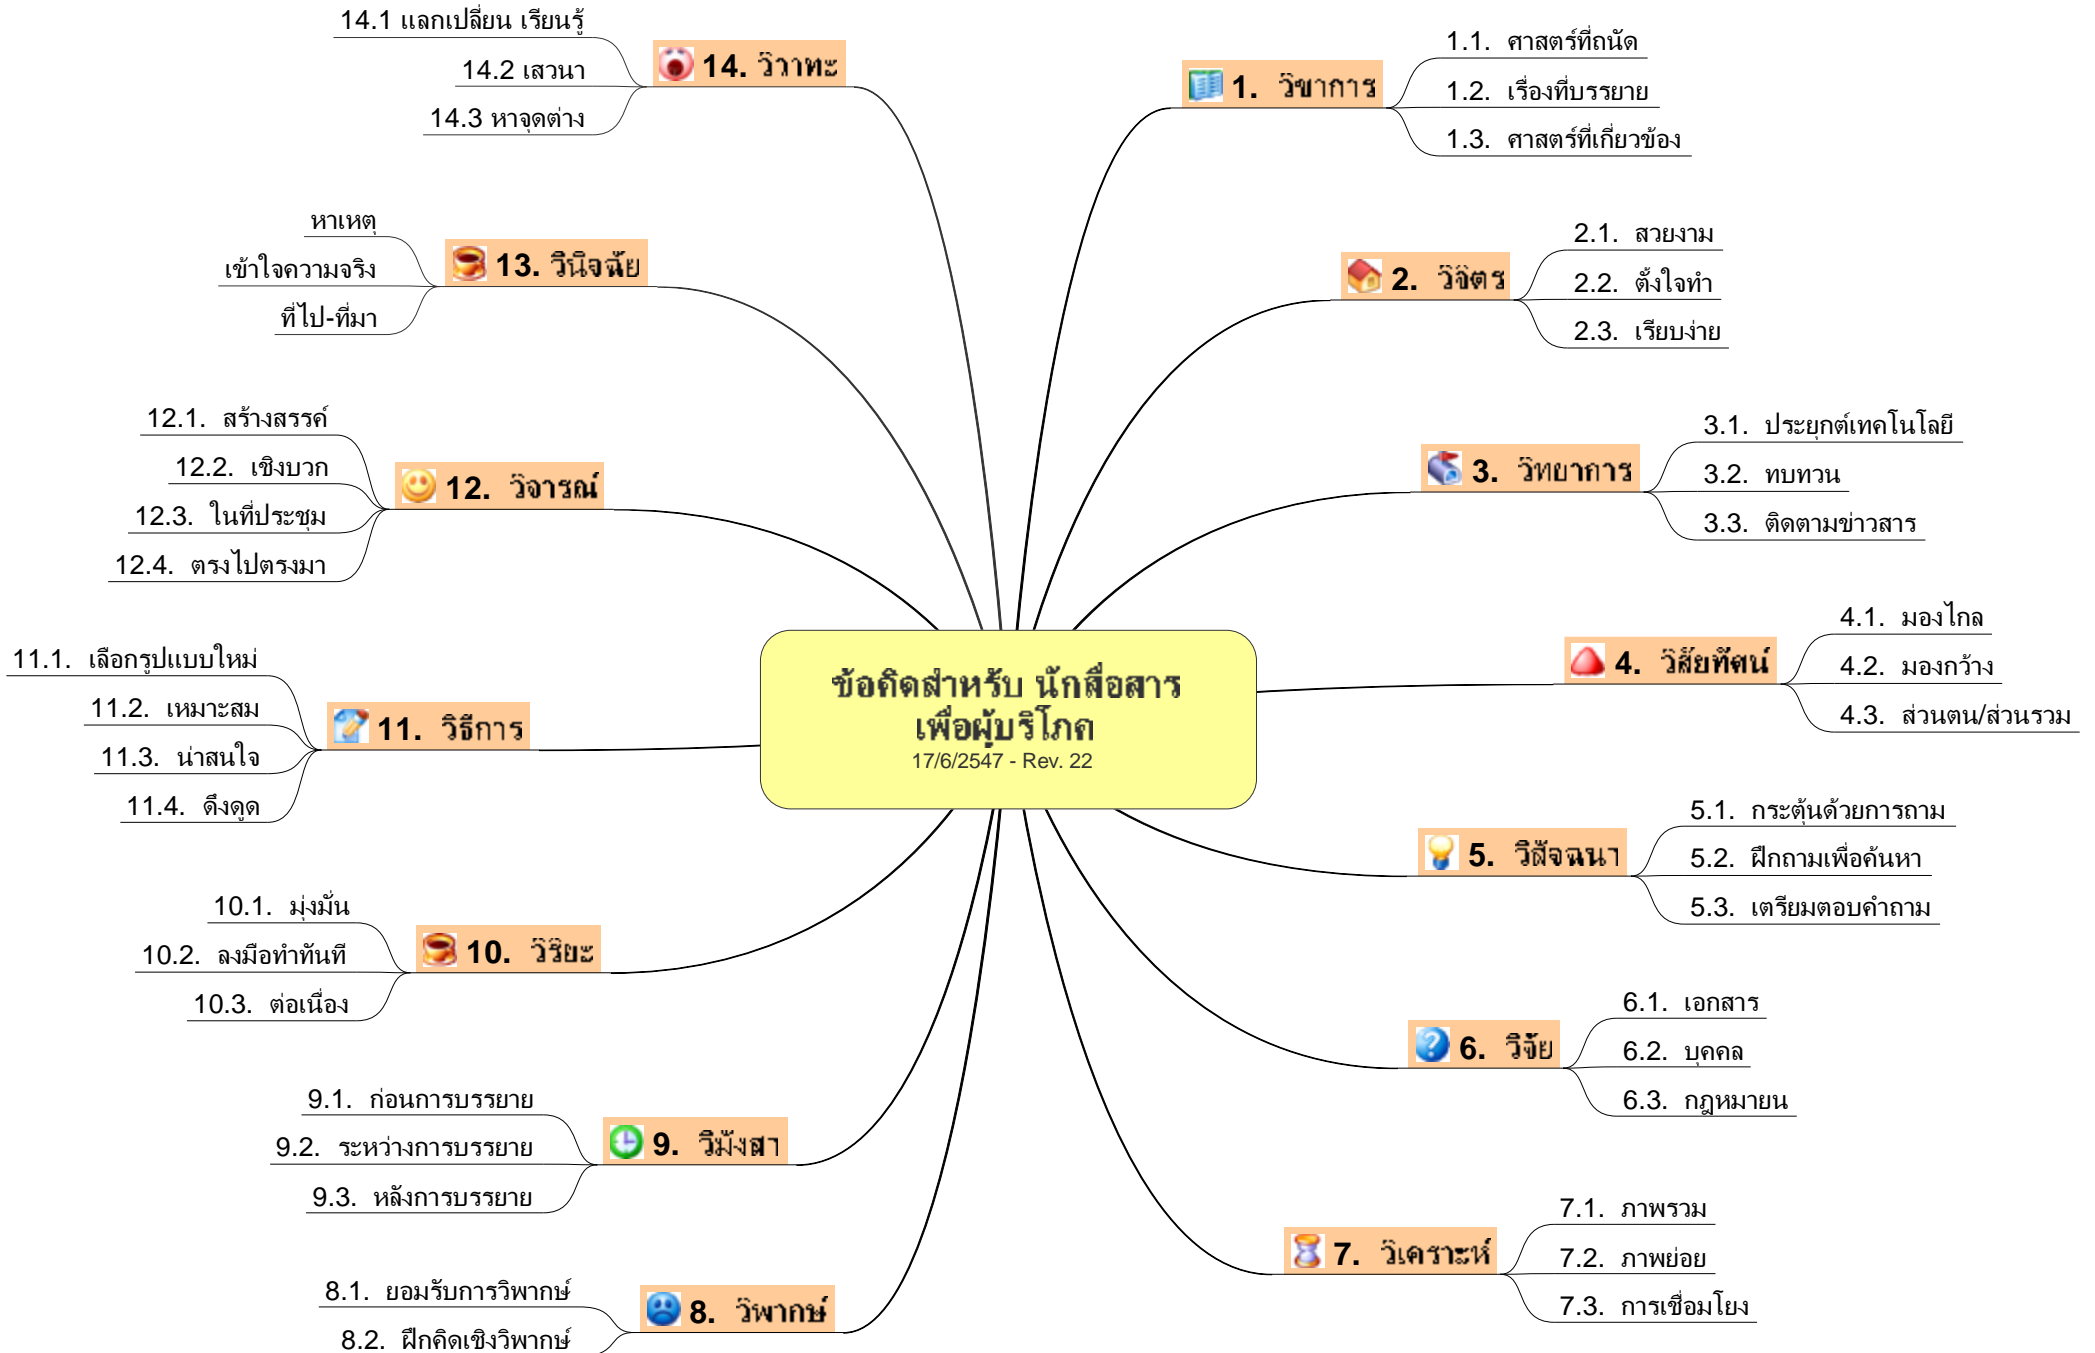 ข้อคิดสำหรับ นักสื่อสาร
เพื่อผู้บริโภค
17/6/2547 - Rev. 22
1. วิชาการ
1.1. ศาสตร์ที่ถนัด
1.2. เรื่องที่บรรยาย
1.3. ศาสตร์ที่เกี่ยวข้อง
2. วิจิตร
2.1. สวยงาม
2.2. ตั้งใจทำ
2.3. เรียบง่าย
3. วิทยาการ
3.1. ประยุกต์เทคโนโลยี
3.2. ทบทวน
3.3. ติดตามข่าวสาร
4. วิสัยทัศน์
4.1. มองไกล
4.2. มองกว้าง
4.3. ส่วนตน/ส่วนรวม
5. วิสัจฉนา
5.1. กระตุ้นด้วยการถาม
5.2. ฝึกถามเพื่อค้นหา
5.3. เตรียมตอบคำถาม
6. วิจัย
6.1. เอกสาร
6.2. บุคคล
6.3. กฎหมายน
7. วิเคราะห์
7.1. ภาพรวม
7.2. ภาพย่อย
7.3. การเชื่อมโยง
8. วิพากษ์
8.1. ยอมรับการวิพากษ์
8.2. ฝึกคิดเชิงวิพากษ์
9. วิมังสา
9.1. ก่อนการบรรยาย
9.2. ระหว่างการบรรยาย
9.3. หลังการบรรยาย
10. วิริยะ
10.1. มุ่งมั่น
10.2. ลงมือทำทันที
10.3. ต่อเนื่อง
11. วิธีการ
11.1. เลือกรูปแบบใหม่
11.2. เหมาะสม
11.3. น่าสนใจ
11.4. ดึงดูด
12. วิจารณ์
12.1. สร้างสรรค์
12.2. เชิงบวก
12.3. ในที่ประชุม
12.4. ตรงไปตรงมา
13. วินิจฉัย
หาเหตุ
เข้าใจความจริง
ที่ไป-ที่มา
14. วิวาทะ
14.1 แลกเปลี่ยน เรียนรู้
14.2 เสวนา
14.3 หาจุดต่าง